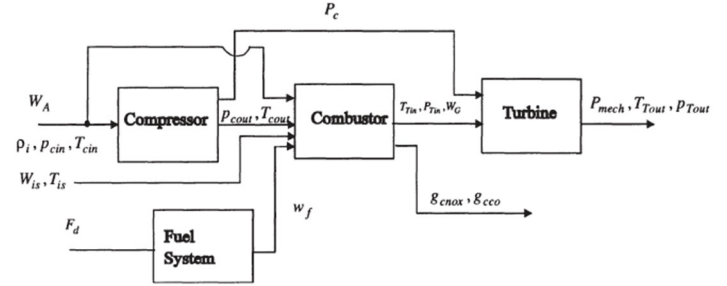 P_c
W_A
Compressor
p_cout, T_cout
Combustor
T_Tin, P_Tin, W_G
Turbine
P_mech, T_Tout, p_Tout
ρ_i, p_cin, T_cin
W_is, T_is
g_cnox, g_cco
w_f
F_d
Fuel
System